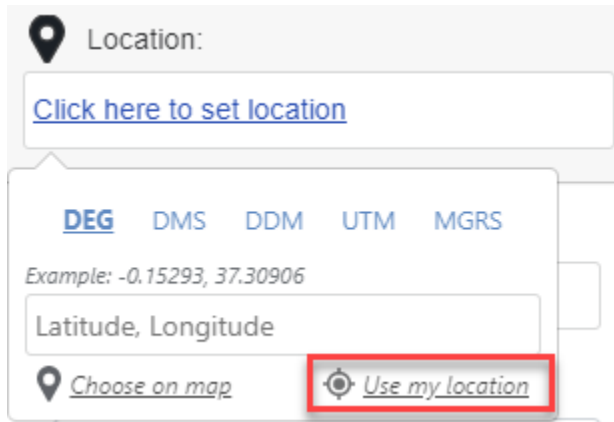 Location:
Click here to set location
DEG DMS DDM UTM MGRS
Example: -0.15293, 37.30906
Latitude, Longitude
Choose on map Use my location